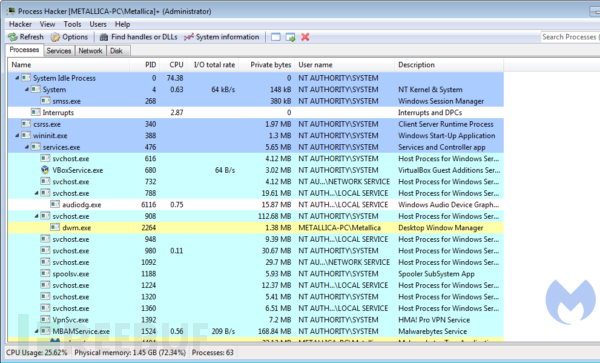 Process Hacker [METALLICA-PC\Metallica]+ (Administrator)
Hacker View Tools Users Help
Refresh Options Find handles or DLLs System information Search Processes (
Processes Services Network Disk
Name PID CPU I/O total rate Private bytes User name Description
System Idle Process 0 74.38 0 NT AUTHORITY\SYSTEM
System 4 0.63 64 kB/s 148 kB NT AUTHORITY\SYSTEM NT Kernel & System
smss.exe 268 380 kB NT AUTHORITY\SYSTEM Windows Session Manager
Interrupts 2.87 0 Interrupts and DPCs
csrss.exe 340 1.97 MB NT AUTHORITY\SYSTEM Client Server Runtime Process
wininit.exe 388 1.3 MB NT AUTHORITY\SYSTEM Windows Start-Up Application
services.exe 476 5.65 MB NT AUTHORITY\SYSTEM Services and Controller app
svchost.exe 616 4.12 MB NT AUTHORITY\SYSTEM Host Process for Windows Ser...
VBoxService.exe 680 64 B/s 3.02 MB NT AUTHORITY\SYSTEM VirtualBox Guest Additions Ser...
svchost.exe 732 4.12 MB NT AU...\NETWORK SERVICE Host Process for Windows Ser...
svchost.exe 788 19.61 MB NT AUTH...\LOCAL SERVICE Host Process for Windows Ser...
audiodg.exe 6116 0.75 15.87 MB NT AUTH...\LOCAL SERVICE Windows Audio Device Graph...
svchost.exe 908 112.68 MB NT AUTHORITY\SYSTEM Host Process for Windows Ser...
dwm.exe 2264 1.38 MB METALLICA-PC\Metallica Desktop Window Manager
svchost.exe 948 9.39 MB NT AUTH...\LOCAL SERVICE Host Process for Windows Ser...
svchost.exe 980 0.11 30.67 MB NT AUTHORITY\SYSTEM Host Process for Windows Ser...
svchost.exe 1092 29.7 MB NT AU...\NETWORK SERVICE Host Process for Windows Ser...
spoolsv.exe 1188 5.93 MB NT AUTHORITY\SYSTEM Spooler SubSystem App
svchost.exe 1224 12.37 MB NT AUTH...\LOCAL SERVICE Host Process for Windows Ser...
svchost.exe 1320 5.41 MB NT AUTH...\LOCAL SERVICE Host Process for Windows Ser...
svchost.exe 1360 6.51 MB NT AUTH...\LOCAL SERVICE Host Process for Windows Ser...
VpnSvc.exe 1392 7.2 MB NT AUTHORITY\SYSTEM HMA! Pro VPN Service
MBAMService.exe 1524 0.56 209 B/s 168.84 MB NT AUTHORITY\SYSTEM Malwarebytes Service
CPU Usage: 25.62% Physical memory: 1.45 GB (72.34%) Processes: 63